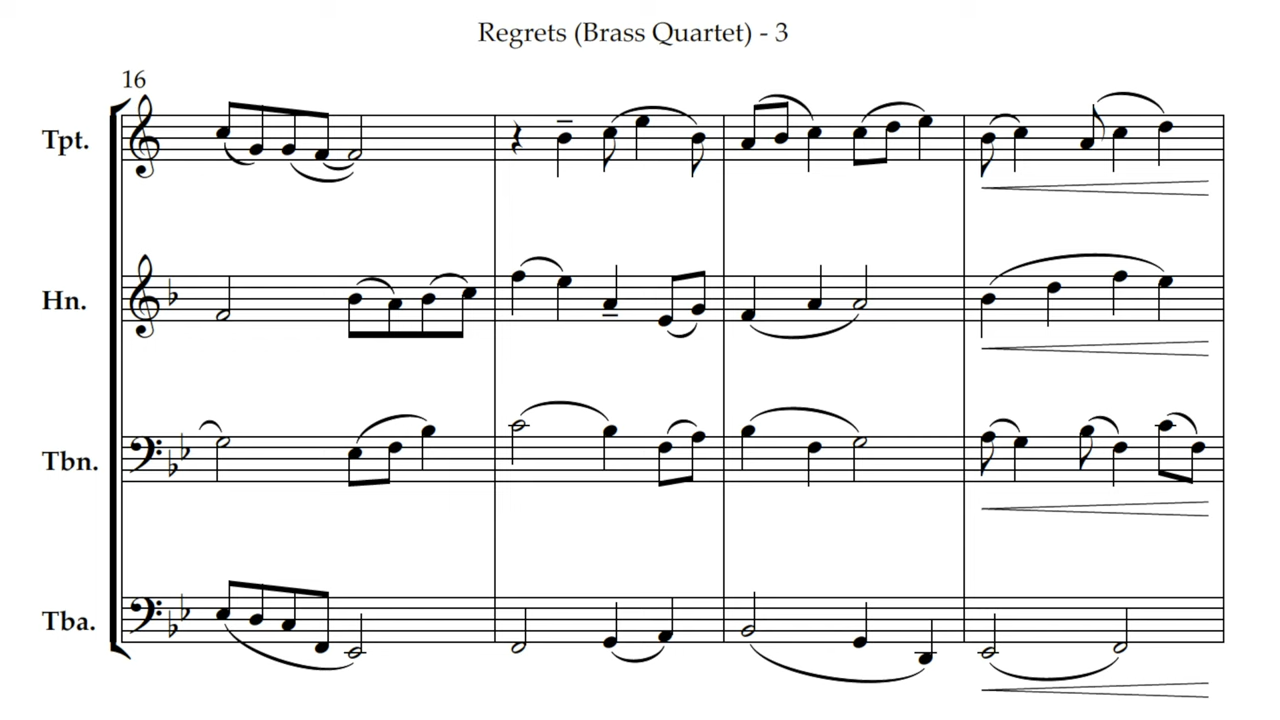 Regrets (Brass Quartet) - 3
16
Tpt.
Hn.
Tbn.
Tba.